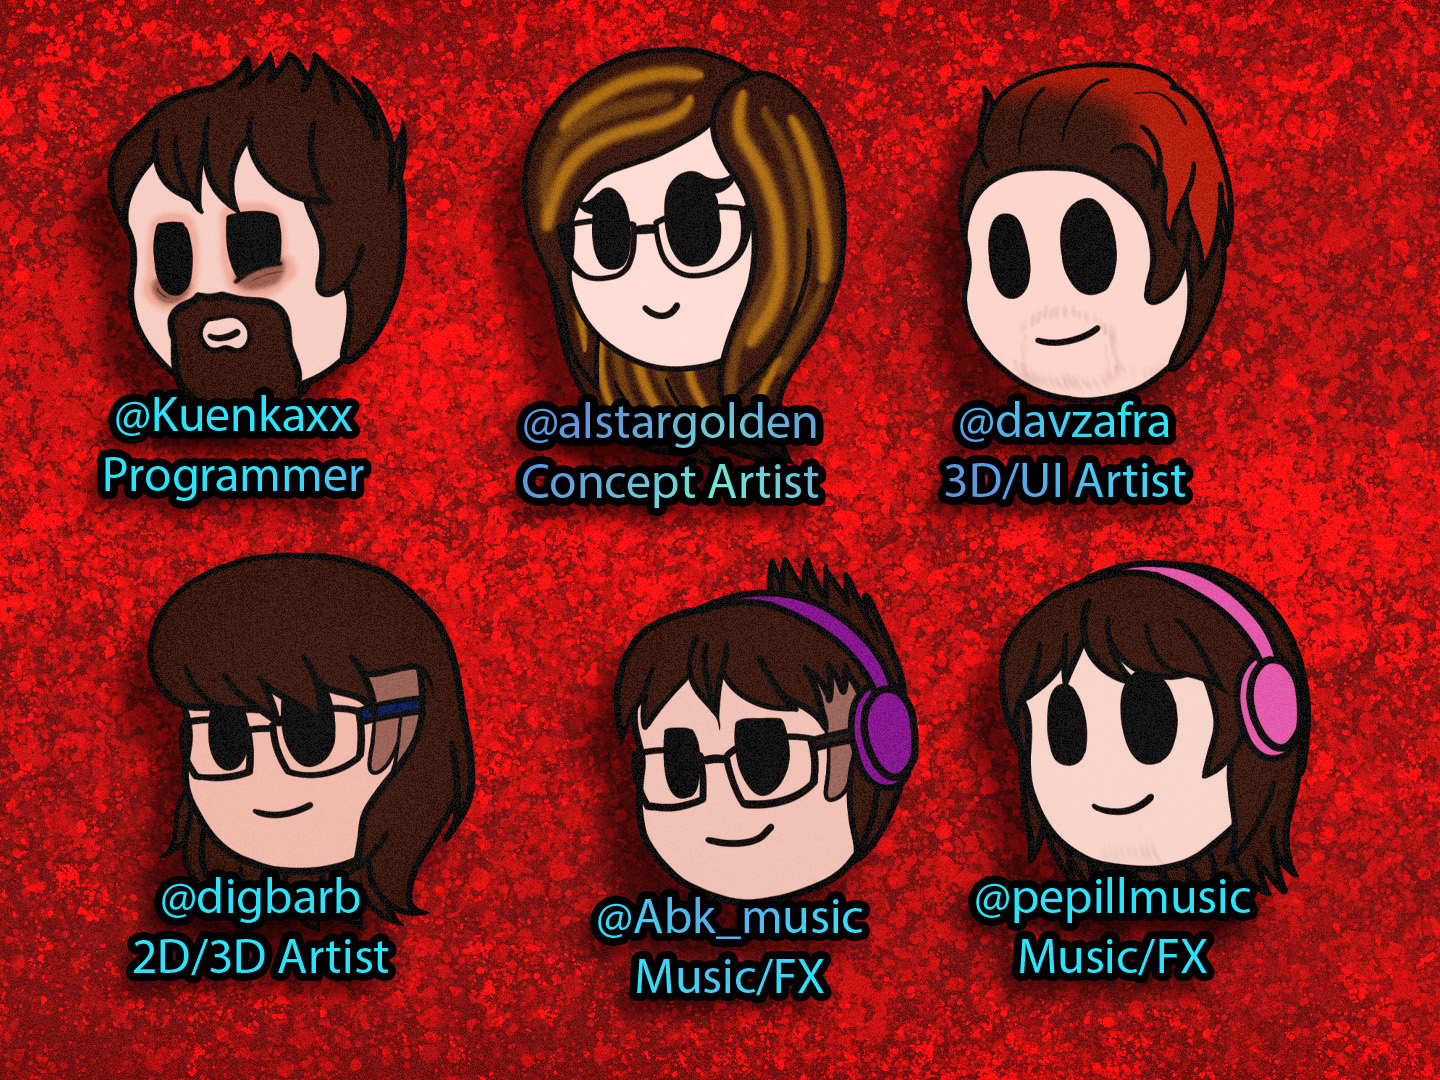 @Kuenkaxx
Programmer
@alstargolden
Concept Artist
@davzafra
3D/UI Artist
@digbarb
2D/3D Artist
@Abk_music
Music/FX
@pepillmusic
Music/FX